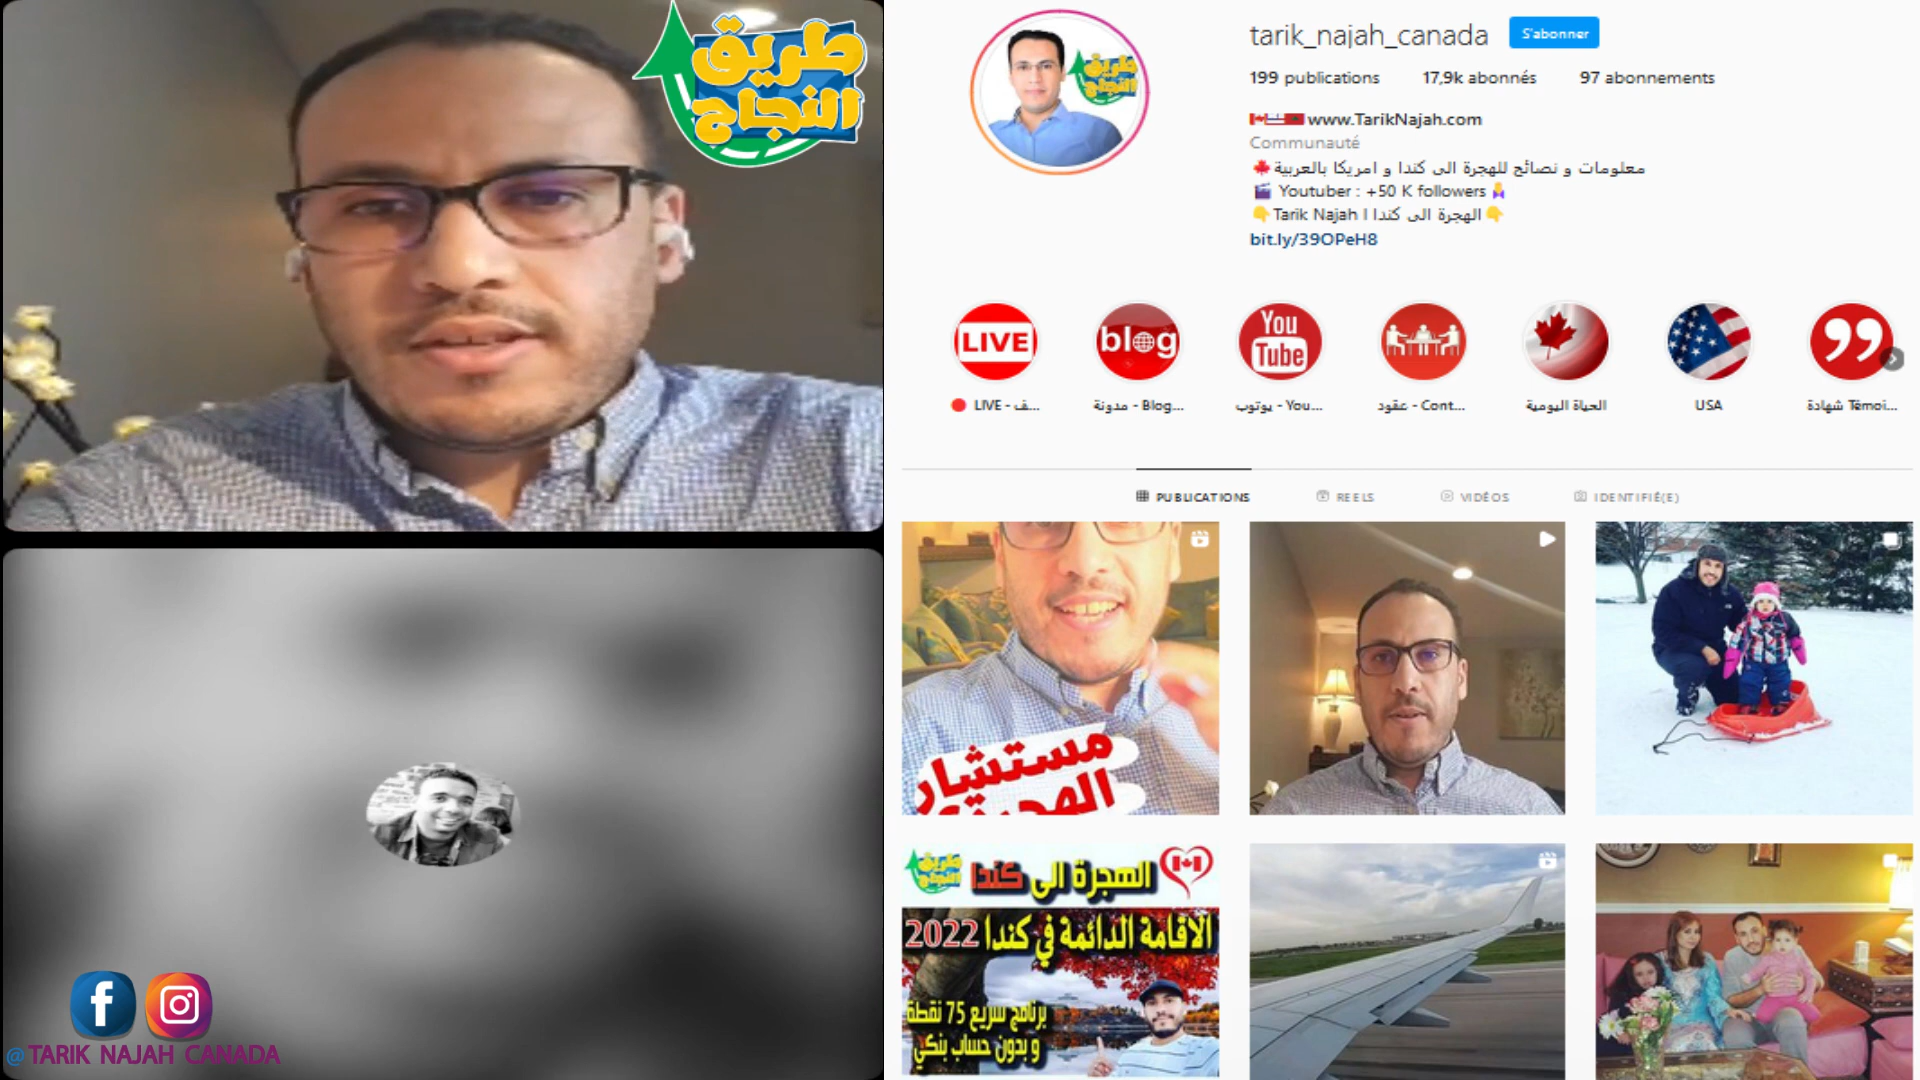 طريق
النجاح
@TARIK NAJAH CANADA
tarik_najah_canada
S'abonner
199 publications 17,9k abonnés 97 abonnements
www.TarikNajah.com
Communauté
معلومات و نصائح للهجرة الى كندا و امريكا بالعربية
Youtuber : +50 K followers
Tarik Najah I الهجرة الى كندا
bit.ly/39OPeH8
LIVE
blog
You
Tube
LIVE - ف...
مدونة - Blog...
يوتوب - You...
عقود - Cont...
الحياة اليومية
USA
شهادة Témoi...
PUBLICATIONS
REELS
VIDÉOS
IDENTIFIÉ(E)
مستشار
طريق
النجاح
الهجرة الى كندا
الاقامة الدائمة في كندا 2022
برنامج سريع 75 نقطة
و بدون حساب بنكي